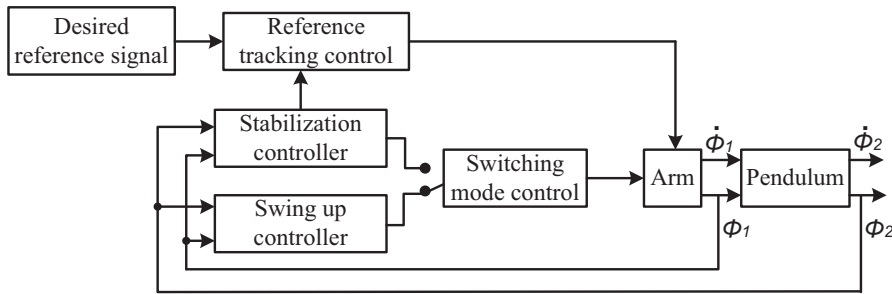 Desired
reference signal
Reference
tracking control
Stabilization
controller
Swing up
controller
Switching
mode control
Arm
Pendulum
Φ̇1
Φ̇2
Φ1
Φ2